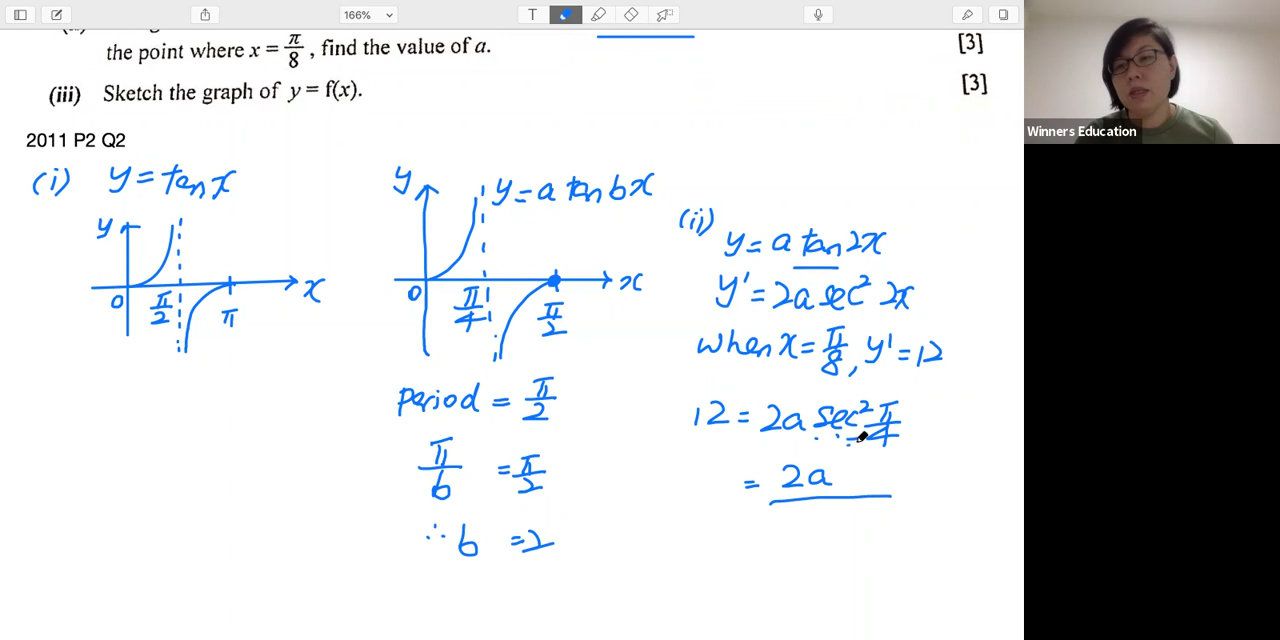 166%
T
the point where x = π/8, find the value of a. [3]
(iii) Sketch the graph of y = f(x). [3]
Winners Education
2011 P2 Q2
(i) y = tan x
y
0 π/2 π x
y y = a tan bx
0 π/4 π/2 x
period = π/2
π/b = π/2
∴ b = 2
(ii)
y = a tan 2x
y' = 2a sec² 2x
when x = π/8, y' = 12
12 = 2a sec² π/4
= 2a